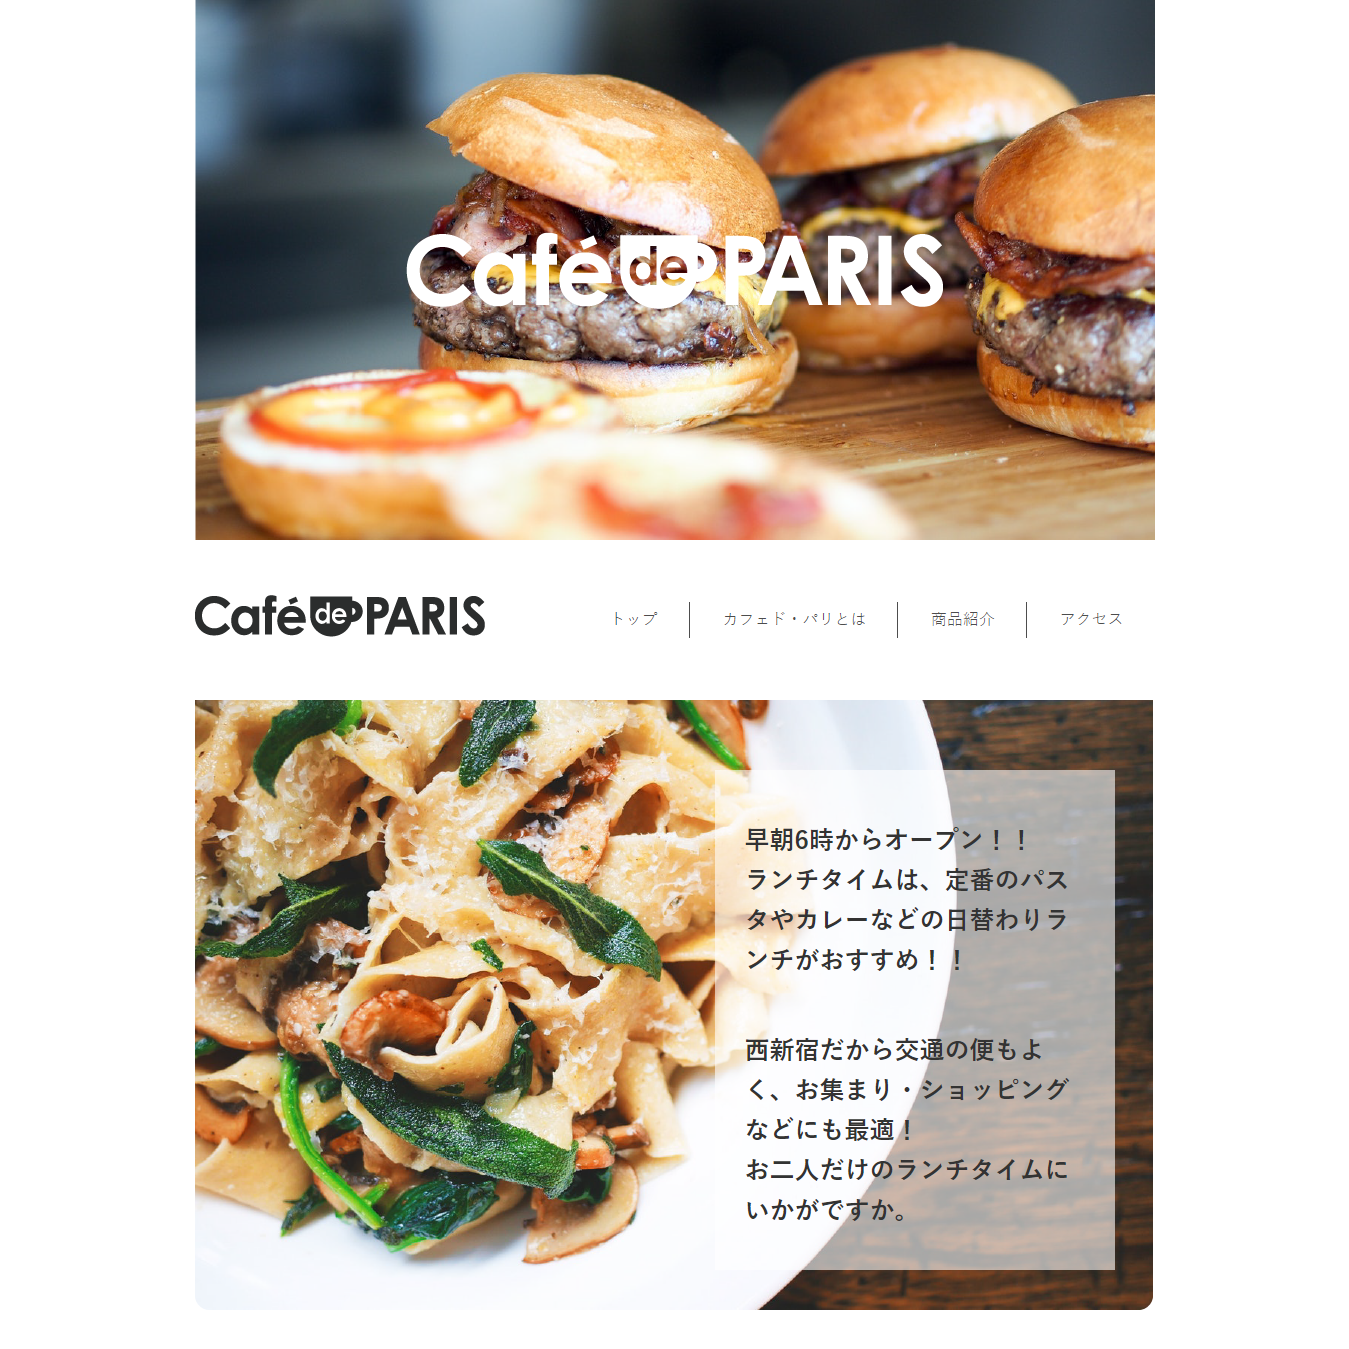 Café de PARIS
Café de PARIS
トップ
カフェド・パリとは
商品紹介
アクセス
早朝6時からオープン！！
ランチタイムは、定番のパス
タやカレーなどの日替わりラ
ンチがおすすめ！！
西新宿だから交通の便もよ
く、お集まり・ショッピング
などにも最適！
お二人だけのランチタイムに
いかがですか。